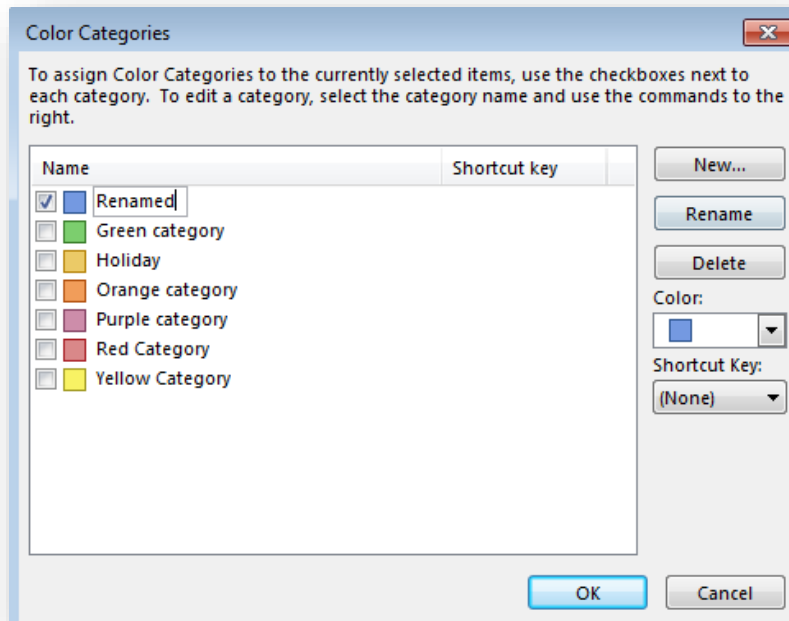 Color Categories
To assign Color Categories to the currently selected items, use the checkboxes next to
each category.  To edit a category, select the category name and use the commands to the
right.
Name Shortcut key
Renamed
Green category
Holiday
Orange category
Purple category
Red Category
Yellow Category
New...
Rename
Delete
Color:
Shortcut Key:
(None)
OK Cancel